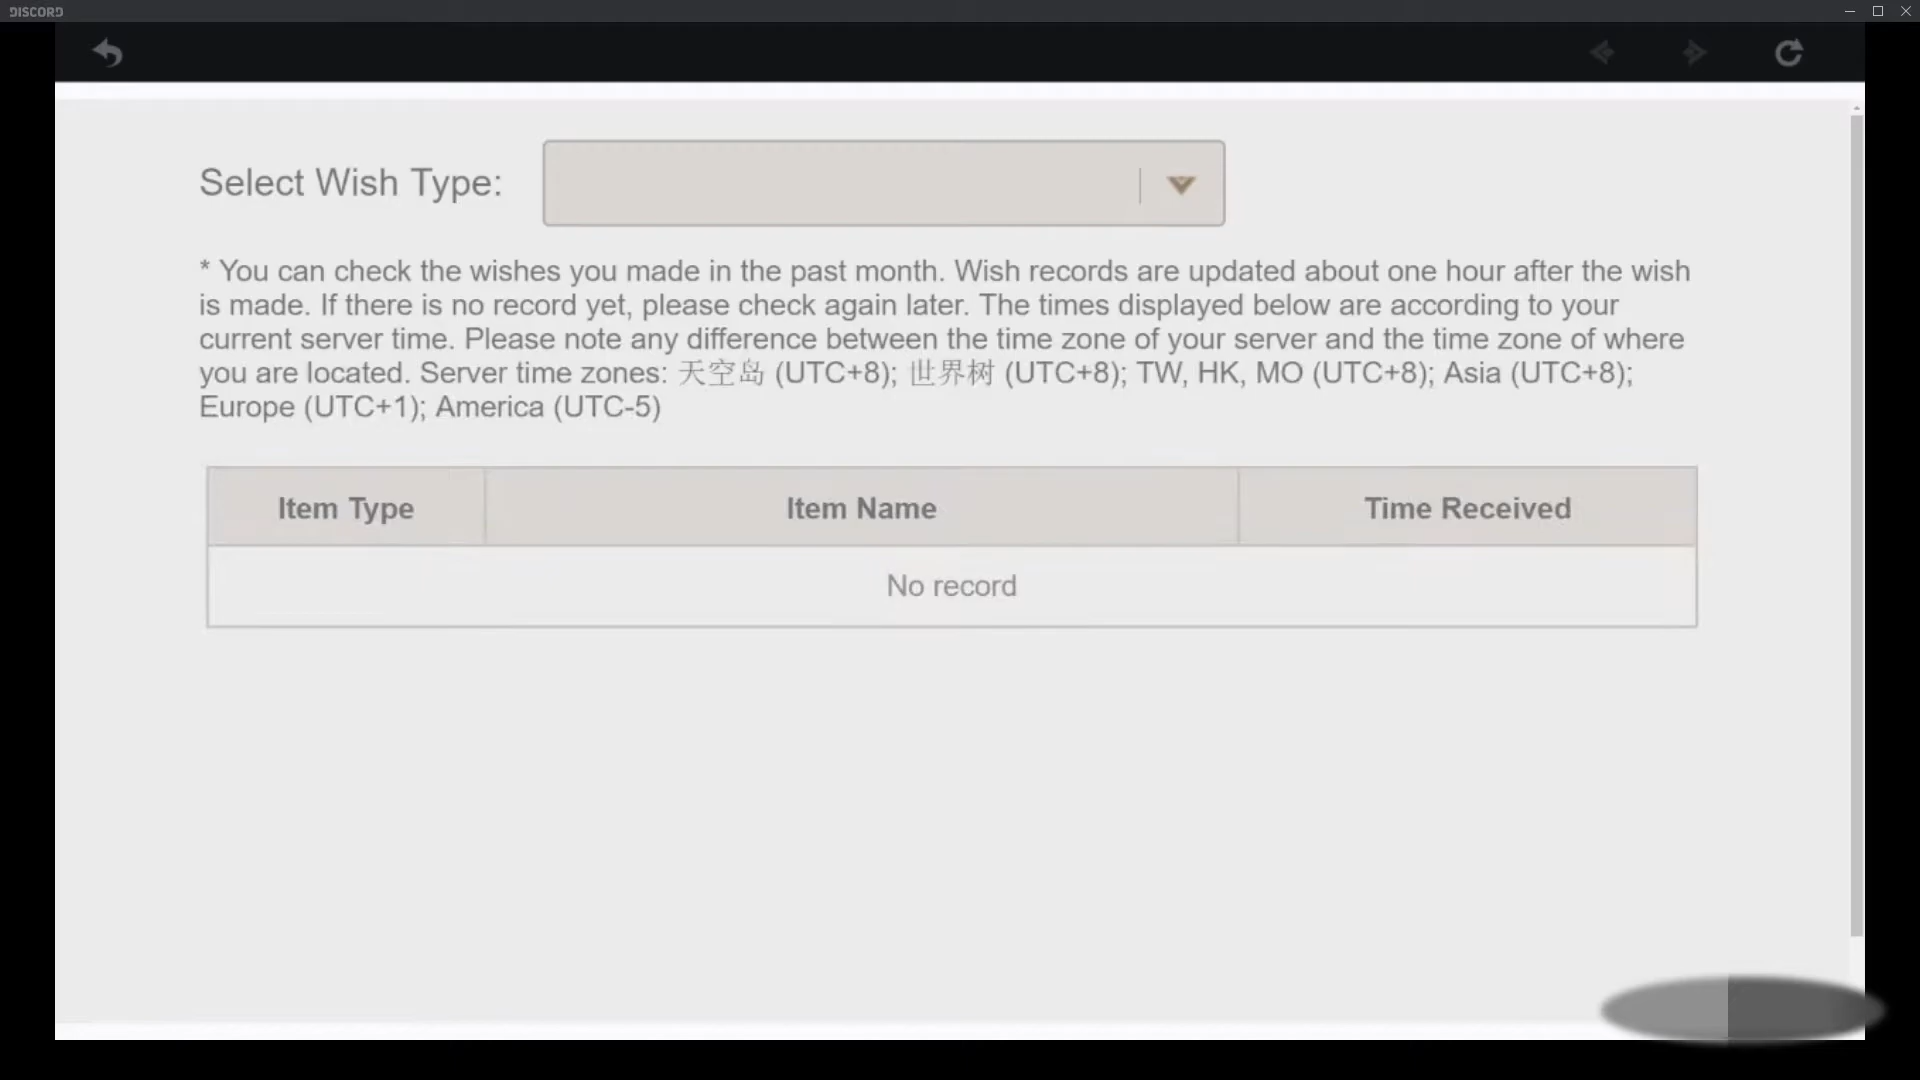 DISCORD
Select Wish Type:
* You can check the wishes you made in the past month. Wish records are updated about one hour after the wish
is made. If there is no record yet, please check again later. The times displayed below are according to your
current server time. Please note any difference between the time zone of your server and the time zone of where
you are located. Server time zones: 天空岛 (UTC+8); 世界树 (UTC+8); TW, HK, MO (UTC+8); Asia (UTC+8);
Europe (UTC+1); America (UTC-5)
Item Type Item Name Time Received
No record